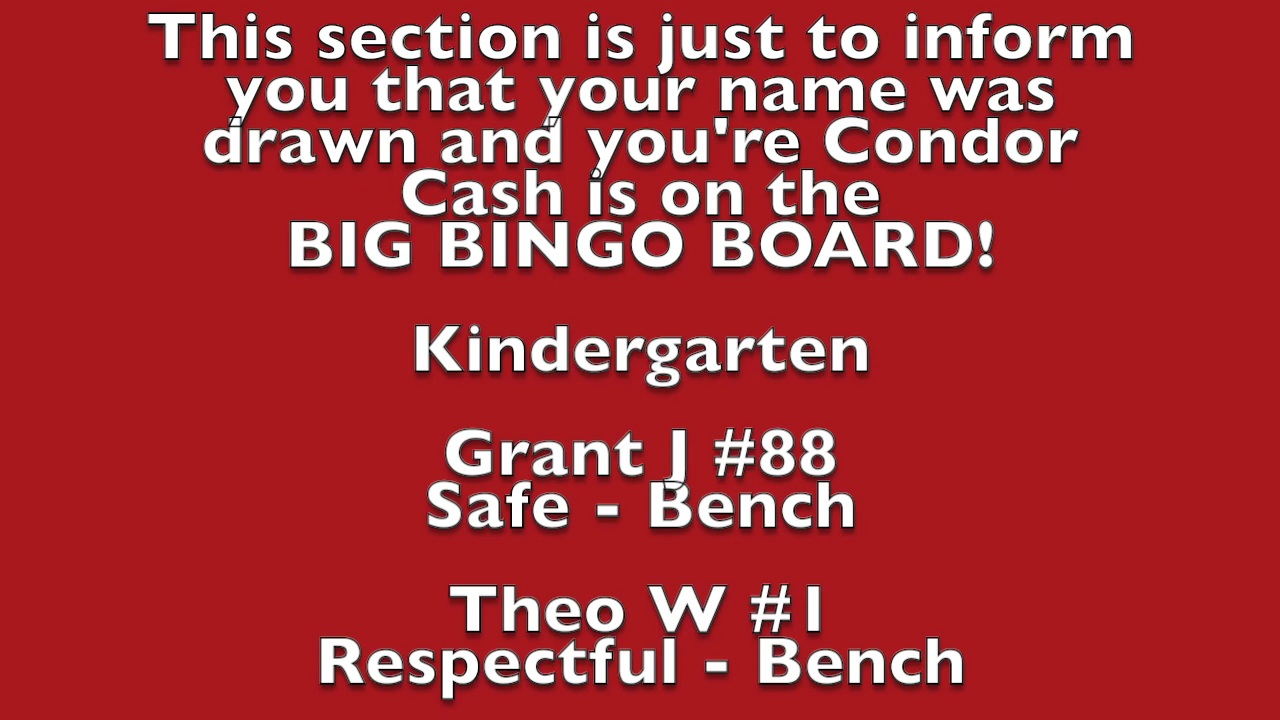 This section is just to inform
you that your name was
drawn and you're Condor
Cash is on the
BIG BINGO BOARD!
Kindergarten
Grant J #88
Safe - Bench
Theo W #1
Respectful - Bench